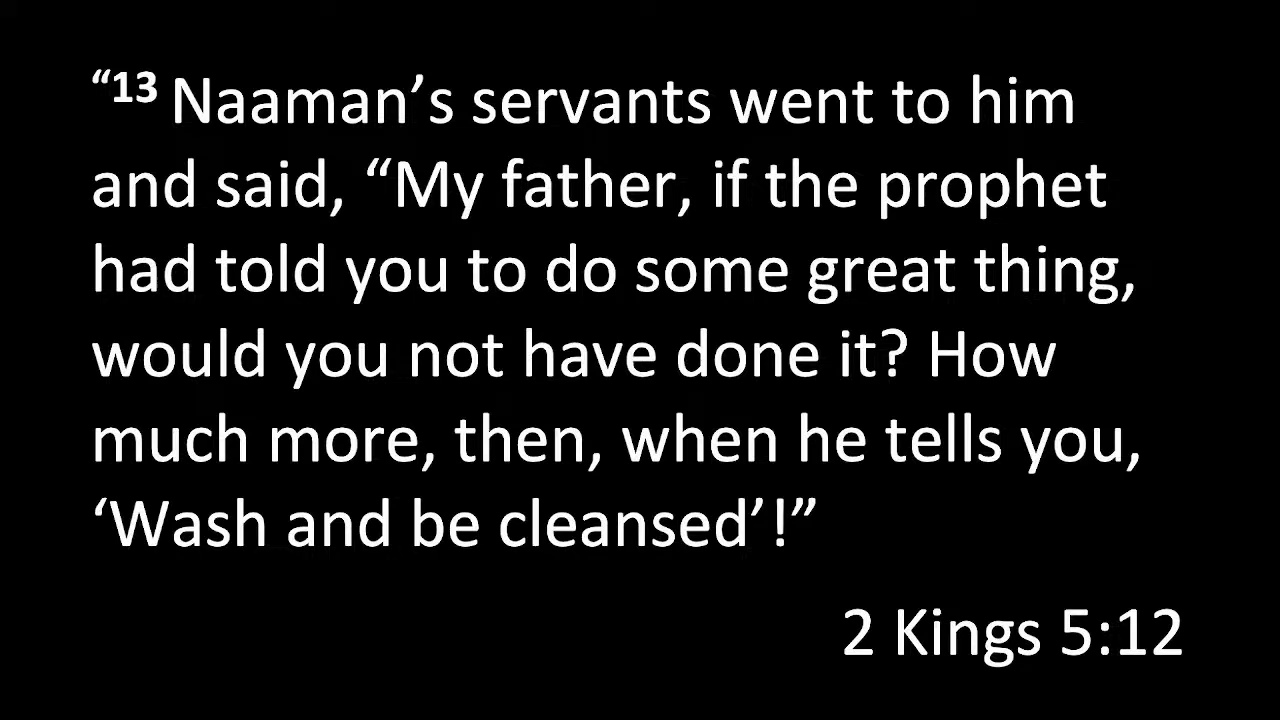 “13 Naaman’s servants went to him
and said, “My father, if the prophet
had told you to do some great thing,
would you not have done it? How
much more, then, when he tells you,
‘Wash and be cleansed’!”
2 Kings 5:12